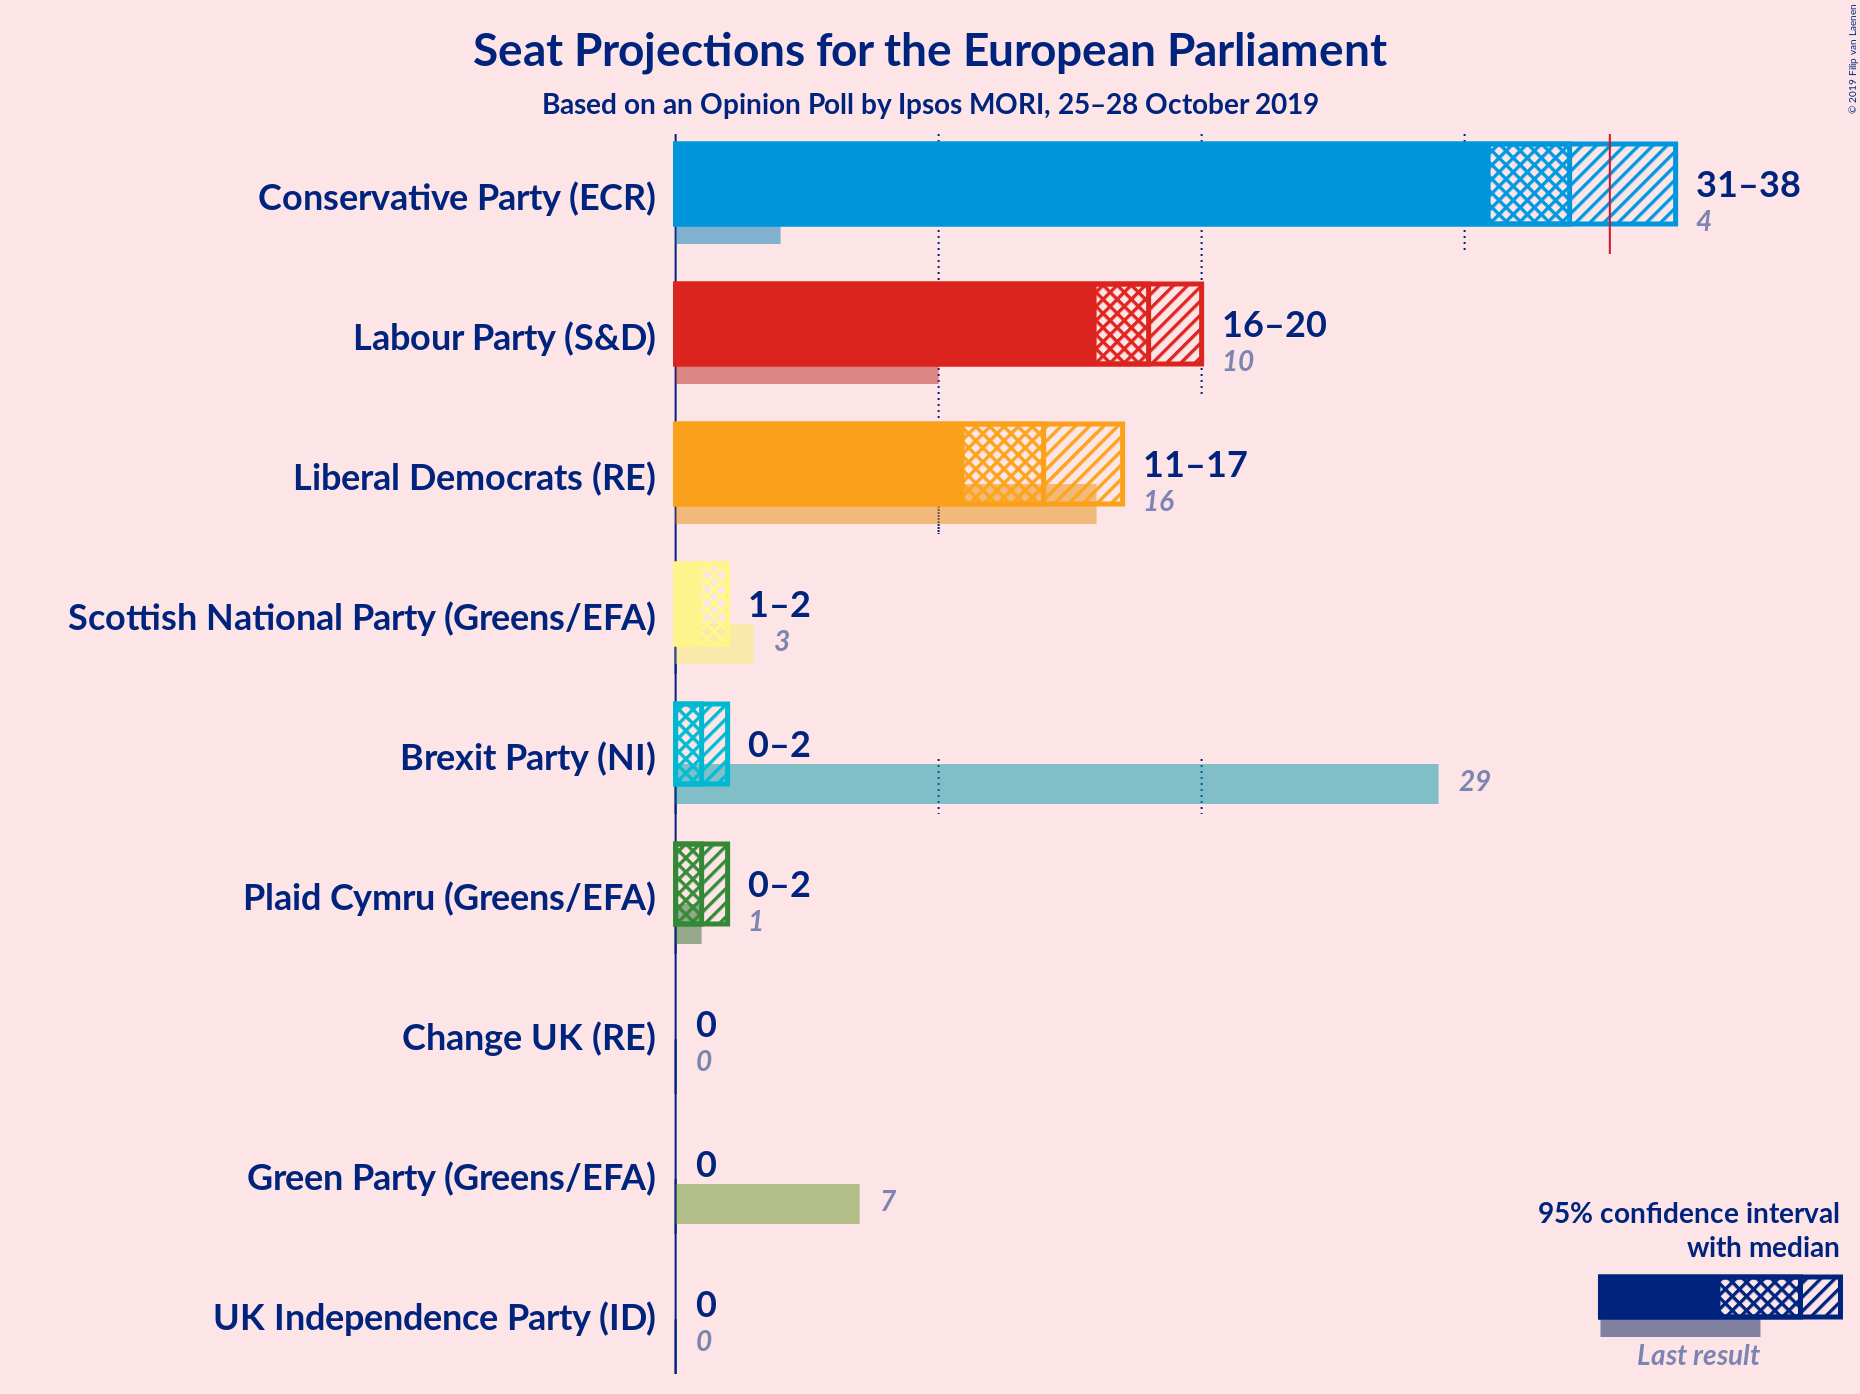 Seat Projections for the European Parliament
Based on an Opinion Poll by Ipsos MORI, 25–28 October 2019
© 2019 Filip van Laenen
Conservative Party (ECR)
31–38
4
Labour Party (S&D)
16–20
10
Liberal Democrats (RE)
11–17
16
Scottish National Party (Greens/EFA)
1–2
3
Brexit Party (NI)
0–2
29
Plaid Cymru (Greens/EFA)
0–2
1
Change UK (RE)
0
0
Green Party (Greens/EFA)
0
7
UK Independence Party (ID)
0
0
95% confidence interval
with median
Last result